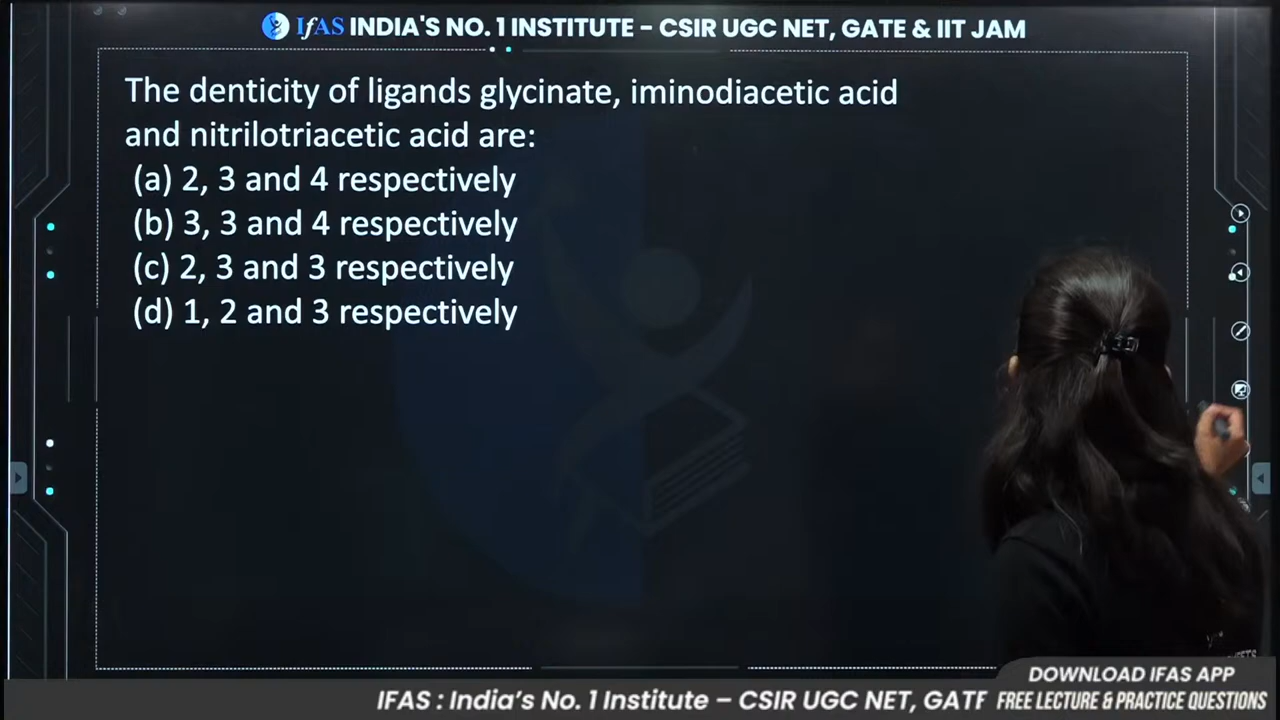 IfAS INDIA'S NO. 1 INSTITUTE – CSIR UGC NET, GATE & IIT JAM
The denticity of ligands glycinate, iminodiacetic acid
and nitrilotriacetic acid are:
(a) 2, 3 and 4 respectively
(b) 3, 3 and 4 respectively
(c) 2, 3 and 3 respectively
(d) 1, 2 and 3 respectively
DOWNLOAD IFAS APP
IFAS : India's No. 1 Institute – CSIR UGC NET, GATF
FREE LECTURE & PRACTICE QUESTIONS